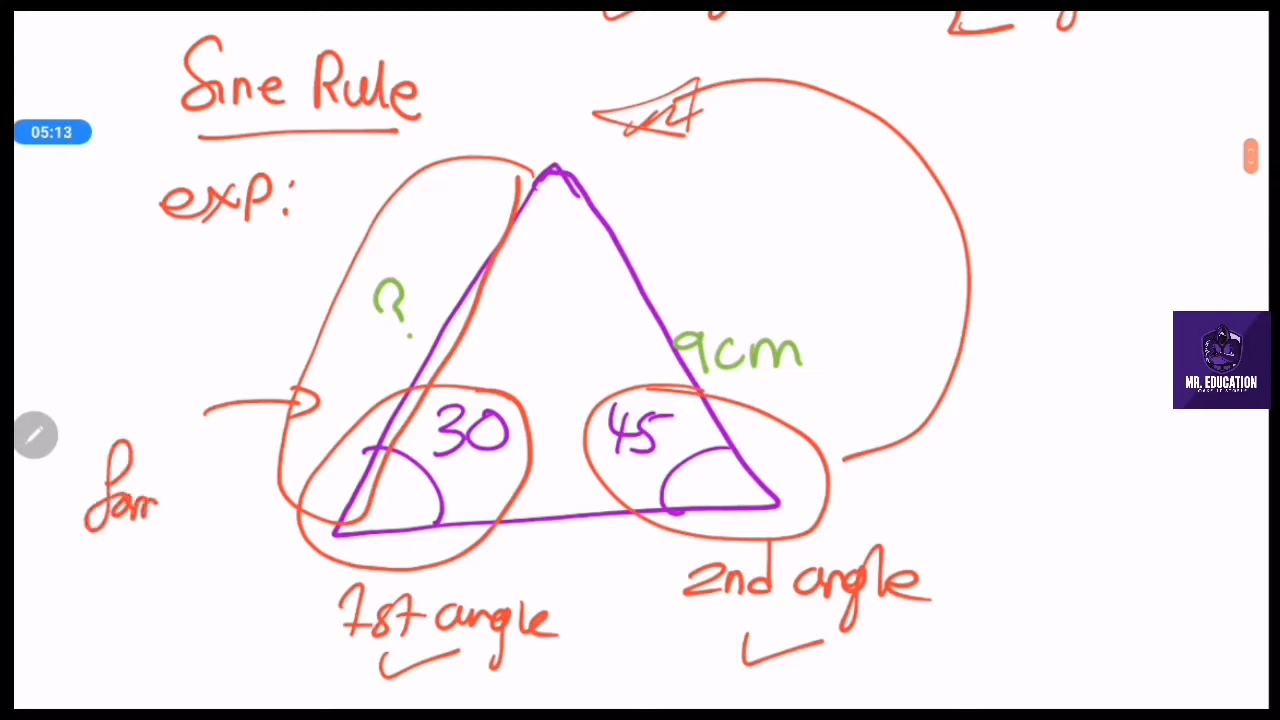 Sine Rule
05:13
exp:
?
9cm
30
45
MR. EDUCATION
1st angle
2nd angle